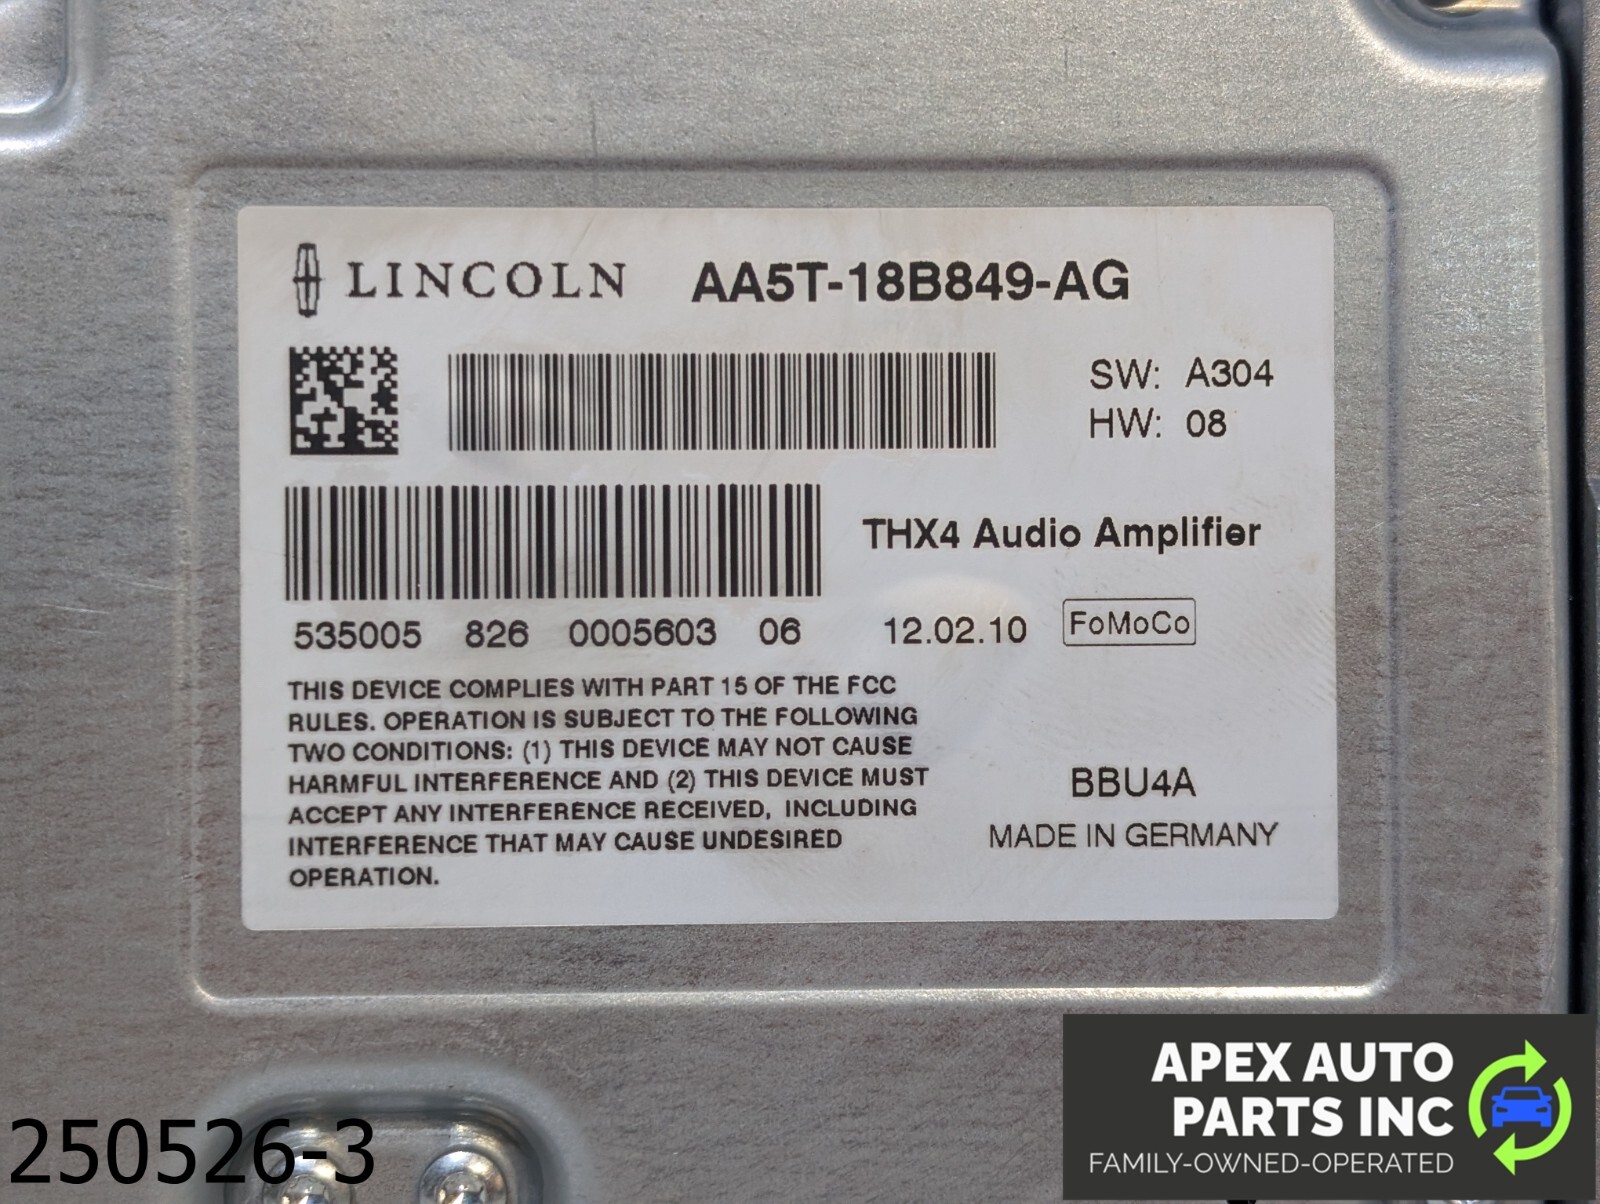 LINCOLN AA5T-18B849-AG
SW: A304
HW: 08
THX4 Audio Amplifier
535005 826 0005603 06 12.02.10 FoMoCo
THIS DEVICE COMPLIES WITH PART 15 OF THE FCC
RULES. OPERATION IS SUBJECT TO THE FOLLOWING
TWO CONDITIONS: (1) THIS DEVICE MAY NOT CAUSE
HARMFUL INTERFERENCE AND (2) THIS DEVICE MUST
ACCEPT ANY INTERFERENCE RECEIVED, INCLUDING
INTERFERENCE THAT MAY CAUSE UNDESIRED
OPERATION.
BBU4A
MADE IN GERMANY
250526-3
APEX AUTO
PARTS INC
FAMILY-OWNED-OPERATED